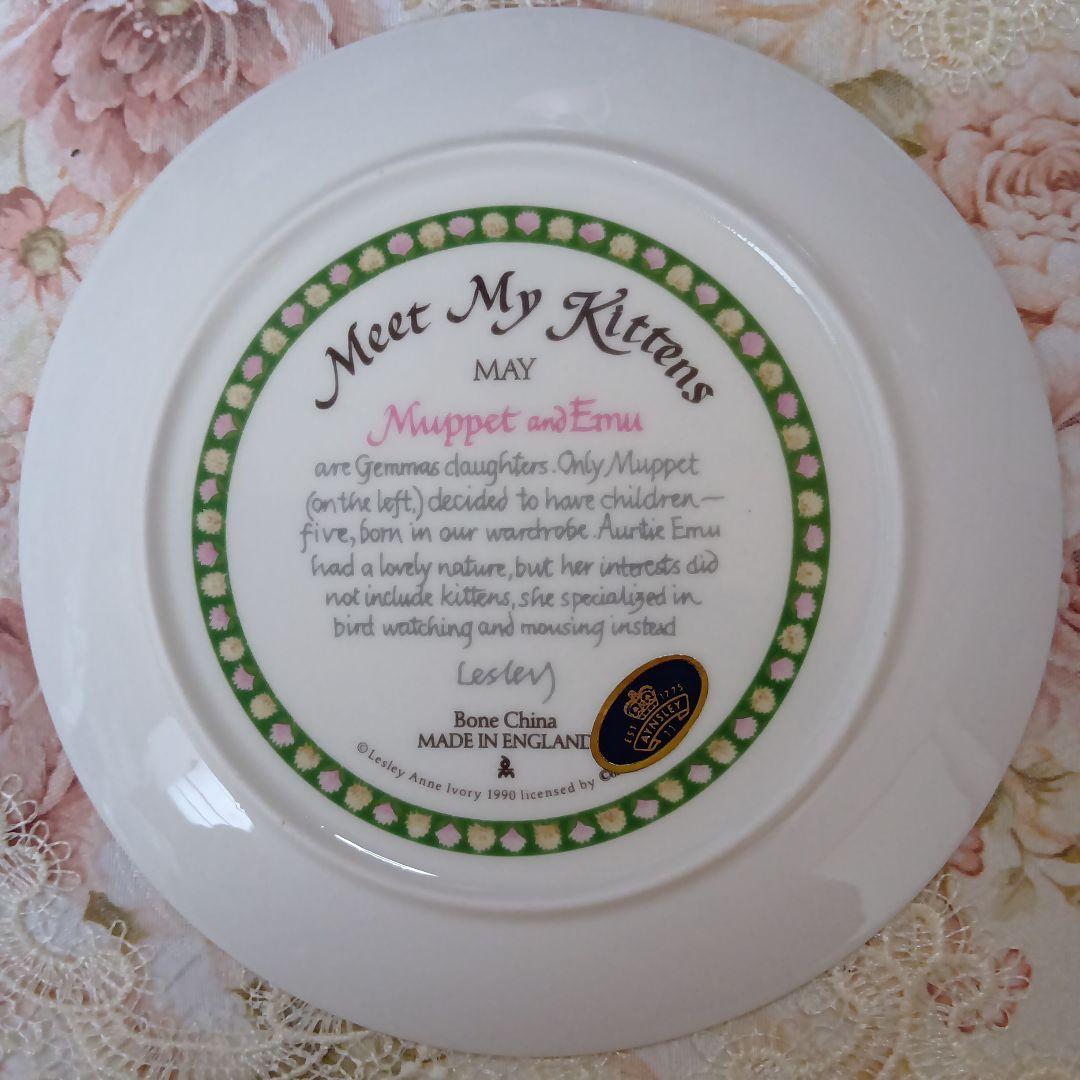 Meet My Kittens
MAY
Muppet and Emu
are Gemmas daughters. Only Muppet
(on the left,) decided to have children—
five, born in our wardrobe. Auntie Emu
had a lovely nature, but her interests did
not include kittens, she specialized in
bird watching and mousing instead
Lesley
Bone China
MADE IN ENGLAND
©Lesley Anne Ivory 1990 licensed by
EST 1775
AYNSLEY